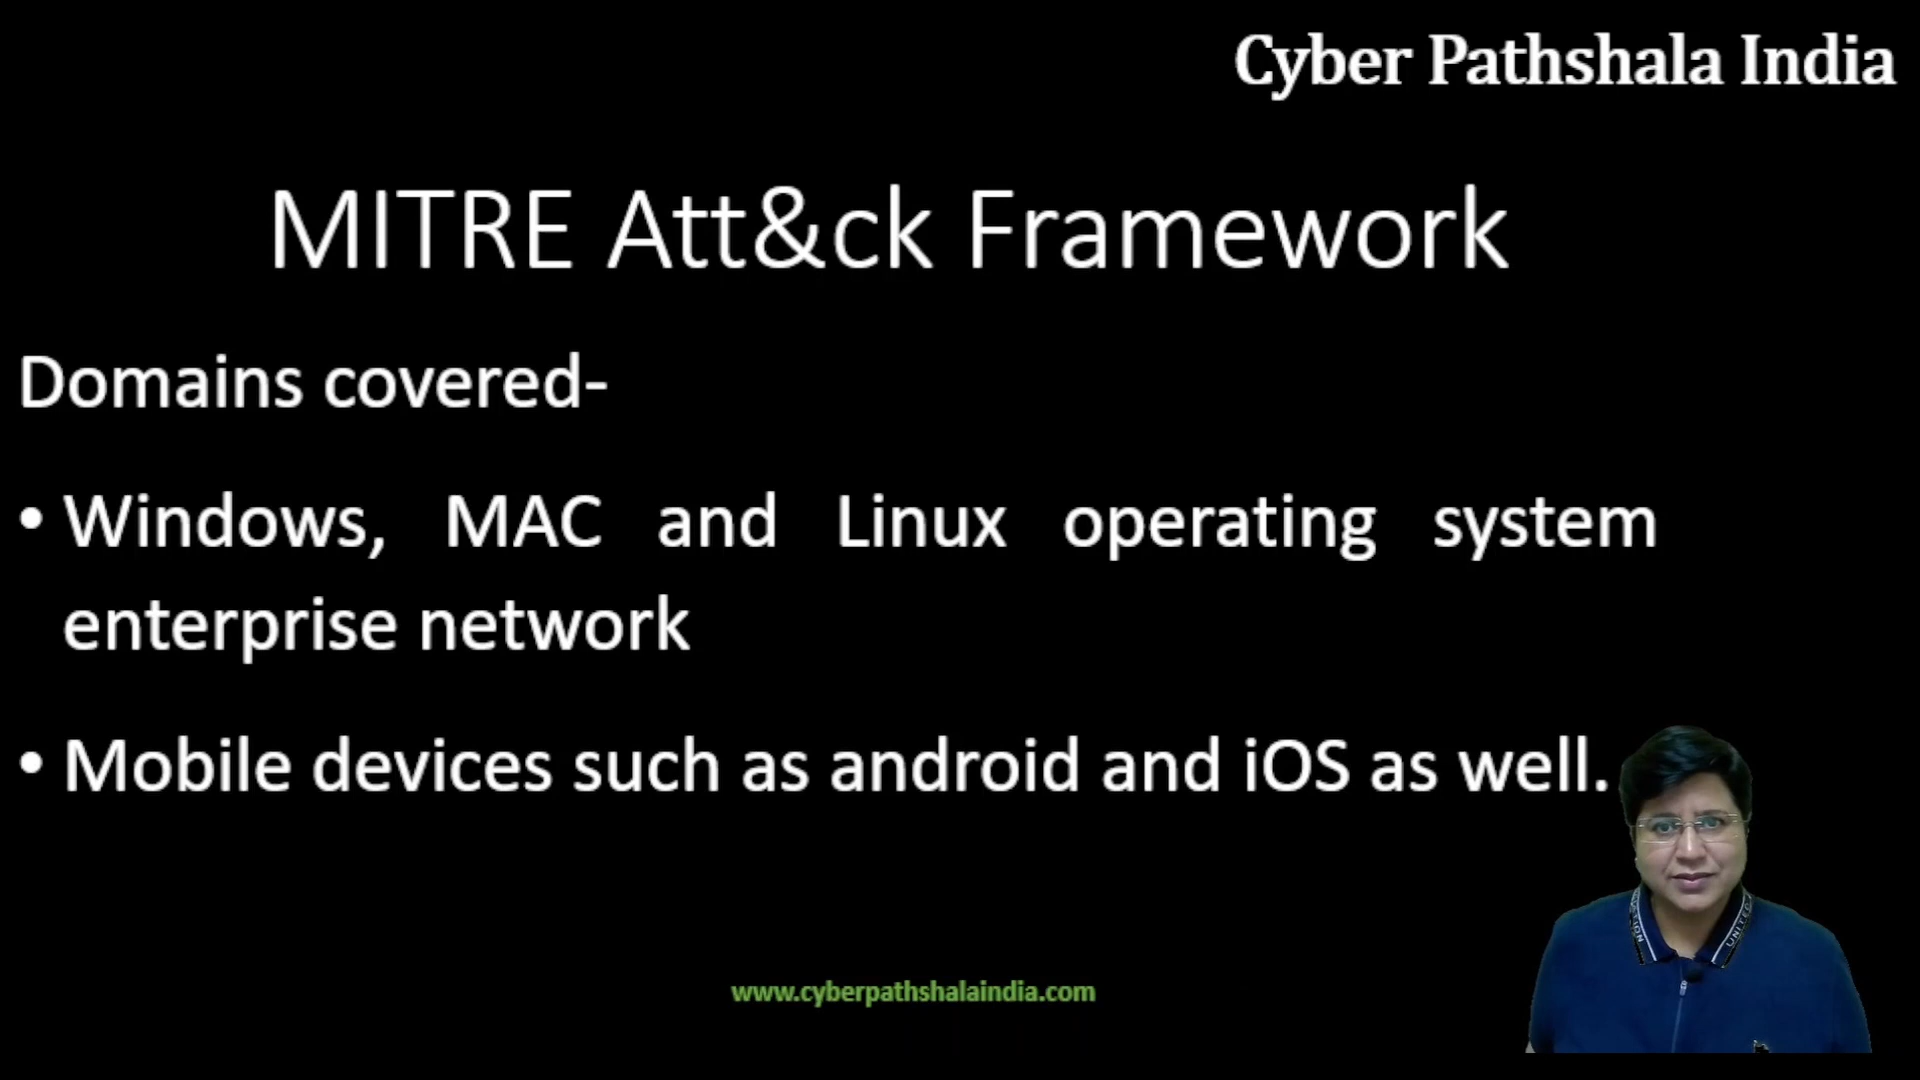 Cyber Pathshala India
MITRE Att&ck Framework
Domains covered-
• Windows, MAC and Linux operating system
enterprise network
• Mobile devices such as android and iOS as well.
www.cyberpathshalaindia.com
UNITED